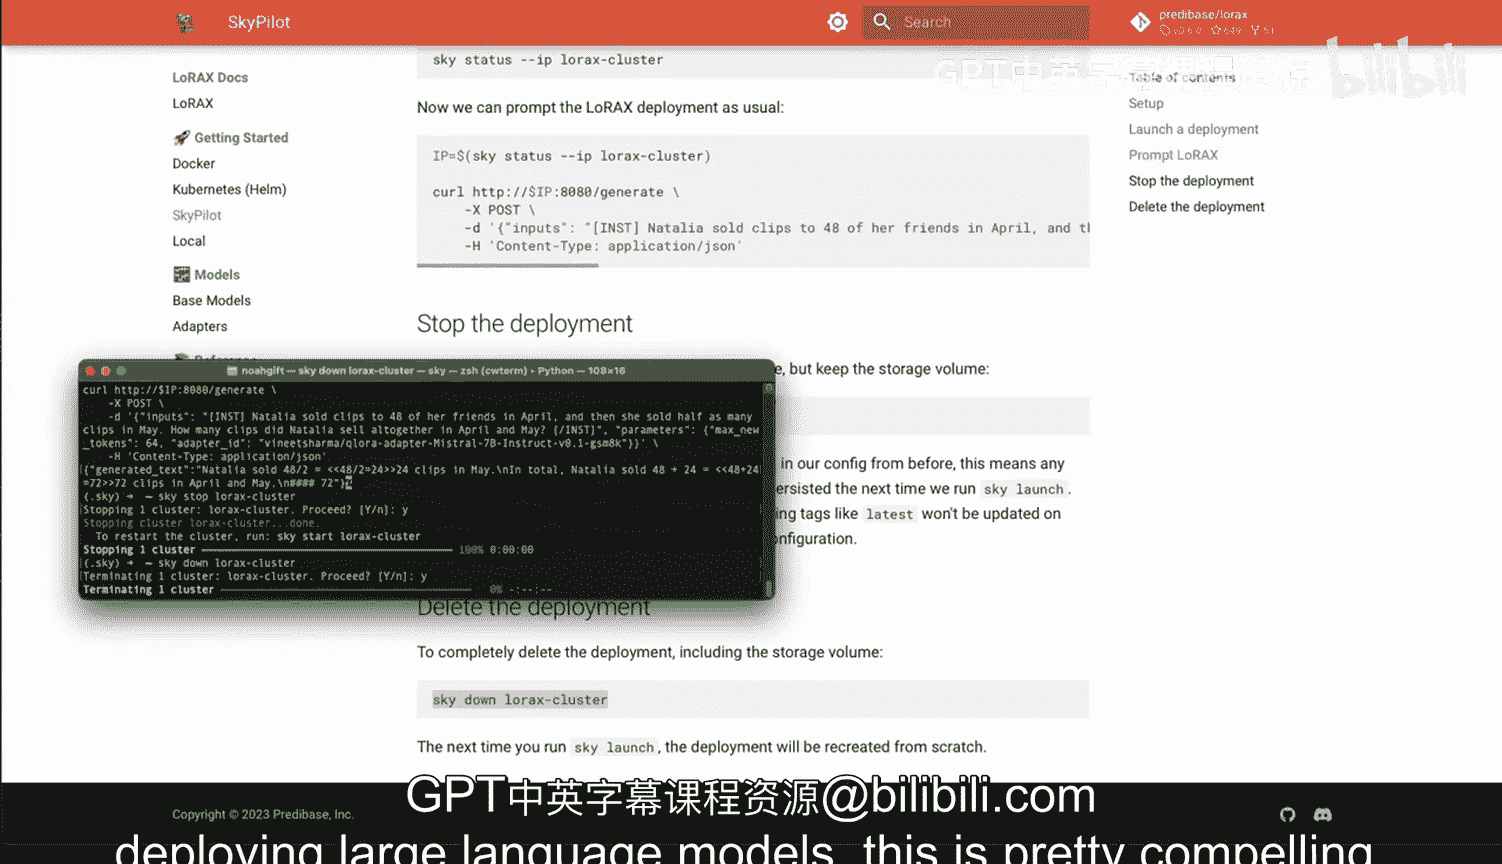 SkyPilot
Search
predibase/lorax
GPT中英字幕课程资源
bilibili
LoRAX Docs
LoRAX
Getting Started
Docker
Kubernetes (Helm)
SkyPilot
Local
Models
Base Models
Adapters
Reference
sky status --ip lorax-cluster
Now we can prompt the LoRAX deployment as usual:
IP=$(sky status --ip lorax-cluster)
curl http://$IP:8080/generate \
-X POST \
-d '{"inputs": "[INST] Natalia sold clips to 48 of her friends in April, and th
-H 'Content-Type: application/json'
Stop the deployment
e, but keep the storage volume:
in our config from before, this means any
ersisted the next time we run sky launch.
ng tags like latest won't be updated on
nfiguration.
Delete the deployment
To completely delete the deployment, including the storage volume:
sky down lorax-cluster
The next time you run sky launch, the deployment will be recreated from scratch.
Table of contents
Setup
Launch a deployment
Prompt LoRAX
Stop the deployment
Delete the deployment
noahgift — sky down lorax-cluster — sky — zsh (cwterm) ▸ Python — 108×16
curl http://$IP:8080/generate \
-X POST \
-d '{"inputs": "[INST] Natalia sold clips to 48 of her friends in April, and then she sold half as many
clips in May. How many clips did Natalia sell altogether in April and May? [/INST]", "parameters": {"max_new
_tokens": 64, "adapter_id": "vineetsharma/qlora-adapter-Mistral-7B-Instruct-v0.1-gsm8k"}}' \
-H 'Content-Type: application/json'
{"generated_text":"Natalia sold 48/2 = <<48/2=24>>24 clips in May.\nIn total, Natalia sold 48 + 24 = <<48+24
=72>>72 clips in April and May.\n#### 72"}%
(.sky) ➜ ~ sky stop lorax-cluster
Stopping 1 cluster: lorax-cluster. Proceed? [Y/n]: y
Stopping cluster lorax-cluster...done.
To restart the cluster, run: sky start lorax-cluster
Stopping 1 cluster 100% 0:00:00
(.sky) ➜ ~ sky down lorax-cluster
Terminating 1 cluster: lorax-cluster. Proceed? [Y/n]: y
Terminating 1 cluster 0% -:--:--
Copyright © 2023 Predibase, Inc.
GPT中英字幕课程资源@bilibili.com
deploying large language models, this is pretty compelling